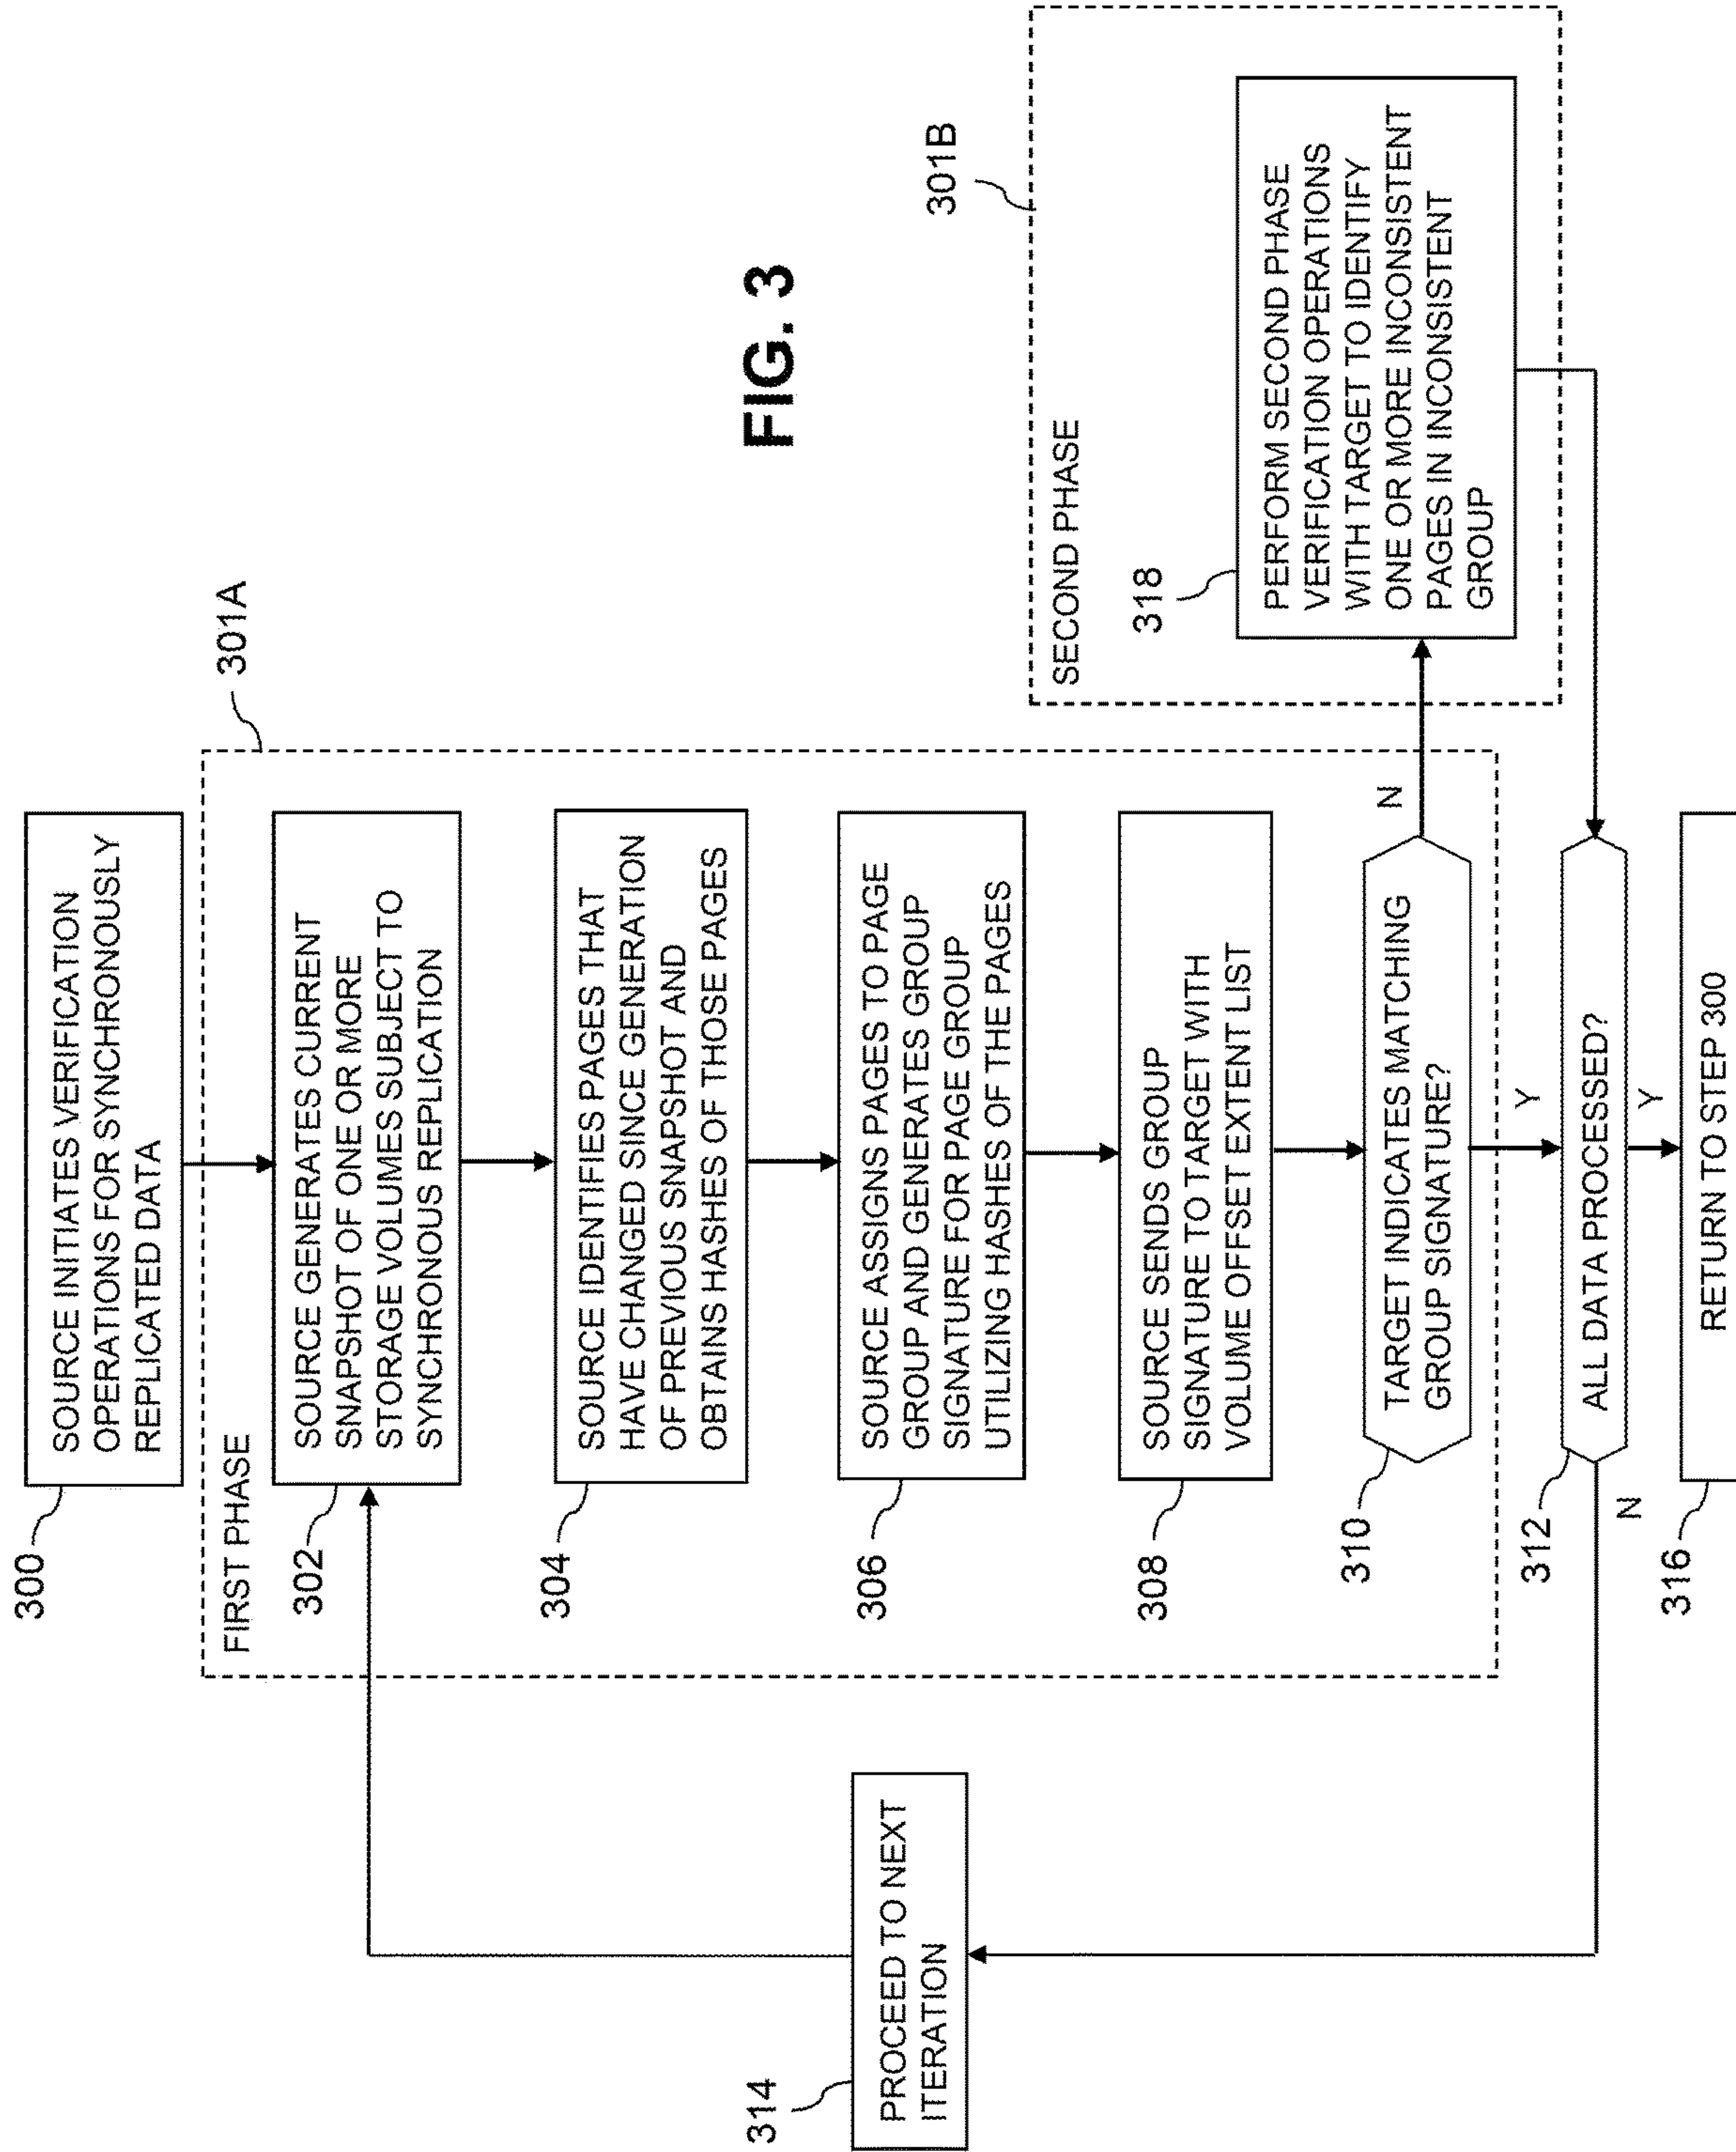 300
SOURCE INITIATES VERIFICATION
OPERATIONS FOR SYNCHRONOUSLY
REPLICATED DATA
301A
FIRST PHASE
302
SOURCE GENERATES CURRENT
SNAPSHOT OF ONE OR MORE
STORAGE VOLUMES SUBJECT TO
SYNCHRONOUS REPLICATION
304
SOURCE IDENTIFIES PAGES THAT
HAVE CHANGED SINCE GENERATION
OF PREVIOUS SNAPSHOT AND
OBTAINS HASHES OF THOSE PAGES
306
SOURCE ASSIGNS PAGES TO PAGE
GROUP AND GENERATES GROUP
SIGNATURE FOR PAGE GROUP
UTILIZING HASHES OF THE PAGES
308
SOURCE SENDS GROUP
SIGNATURE TO TARGET WITH
VOLUME OFFSET EXTENT LIST
310
TARGET INDICATES MATCHING
GROUP SIGNATURE?
N
Y
312
ALL DATA PROCESSED?
N
Y
314
PROCEED TO NEXT
ITERATION
316
RETURN TO STEP 300
301B
SECOND PHASE
318
PERFORM SECOND PHASE
VERIFICATION OPERATIONS
WITH TARGET TO IDENTIFY
ONE OR MORE INCONSISTENT
PAGES IN INCONSISTENT
GROUP
FIG. 3